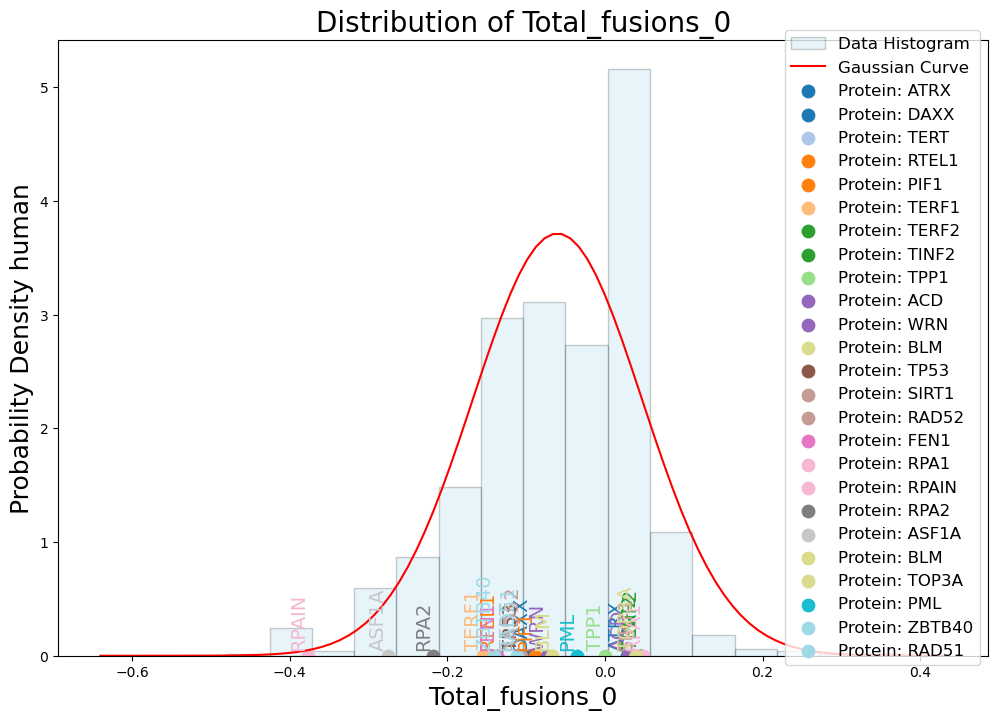 Distribution of Total_fusions_0
Probability Density human
5
4
3
2
1
0
−0.6
−0.4
−0.2
0.0
0.2
0.4
Total_fusions_0
RPAIN
ASF1A
RPA2
TERF1
PML
TPP1
Data Histogram
Gaussian Curve
Protein: ATRX
Protein: DAXX
Protein: TERT
Protein: RTEL1
Protein: PIF1
Protein: TERF1
Protein: TERF2
Protein: TINF2
Protein: TPP1
Protein: ACD
Protein: WRN
Protein: BLM
Protein: TP53
Protein: SIRT1
Protein: RAD52
Protein: FEN1
Protein: RPA1
Protein: RPAIN
Protein: RPA2
Protein: ASF1A
Protein: BLM
Protein: TOP3A
Protein: PML
Protein: ZBTB40
Protein: RAD51